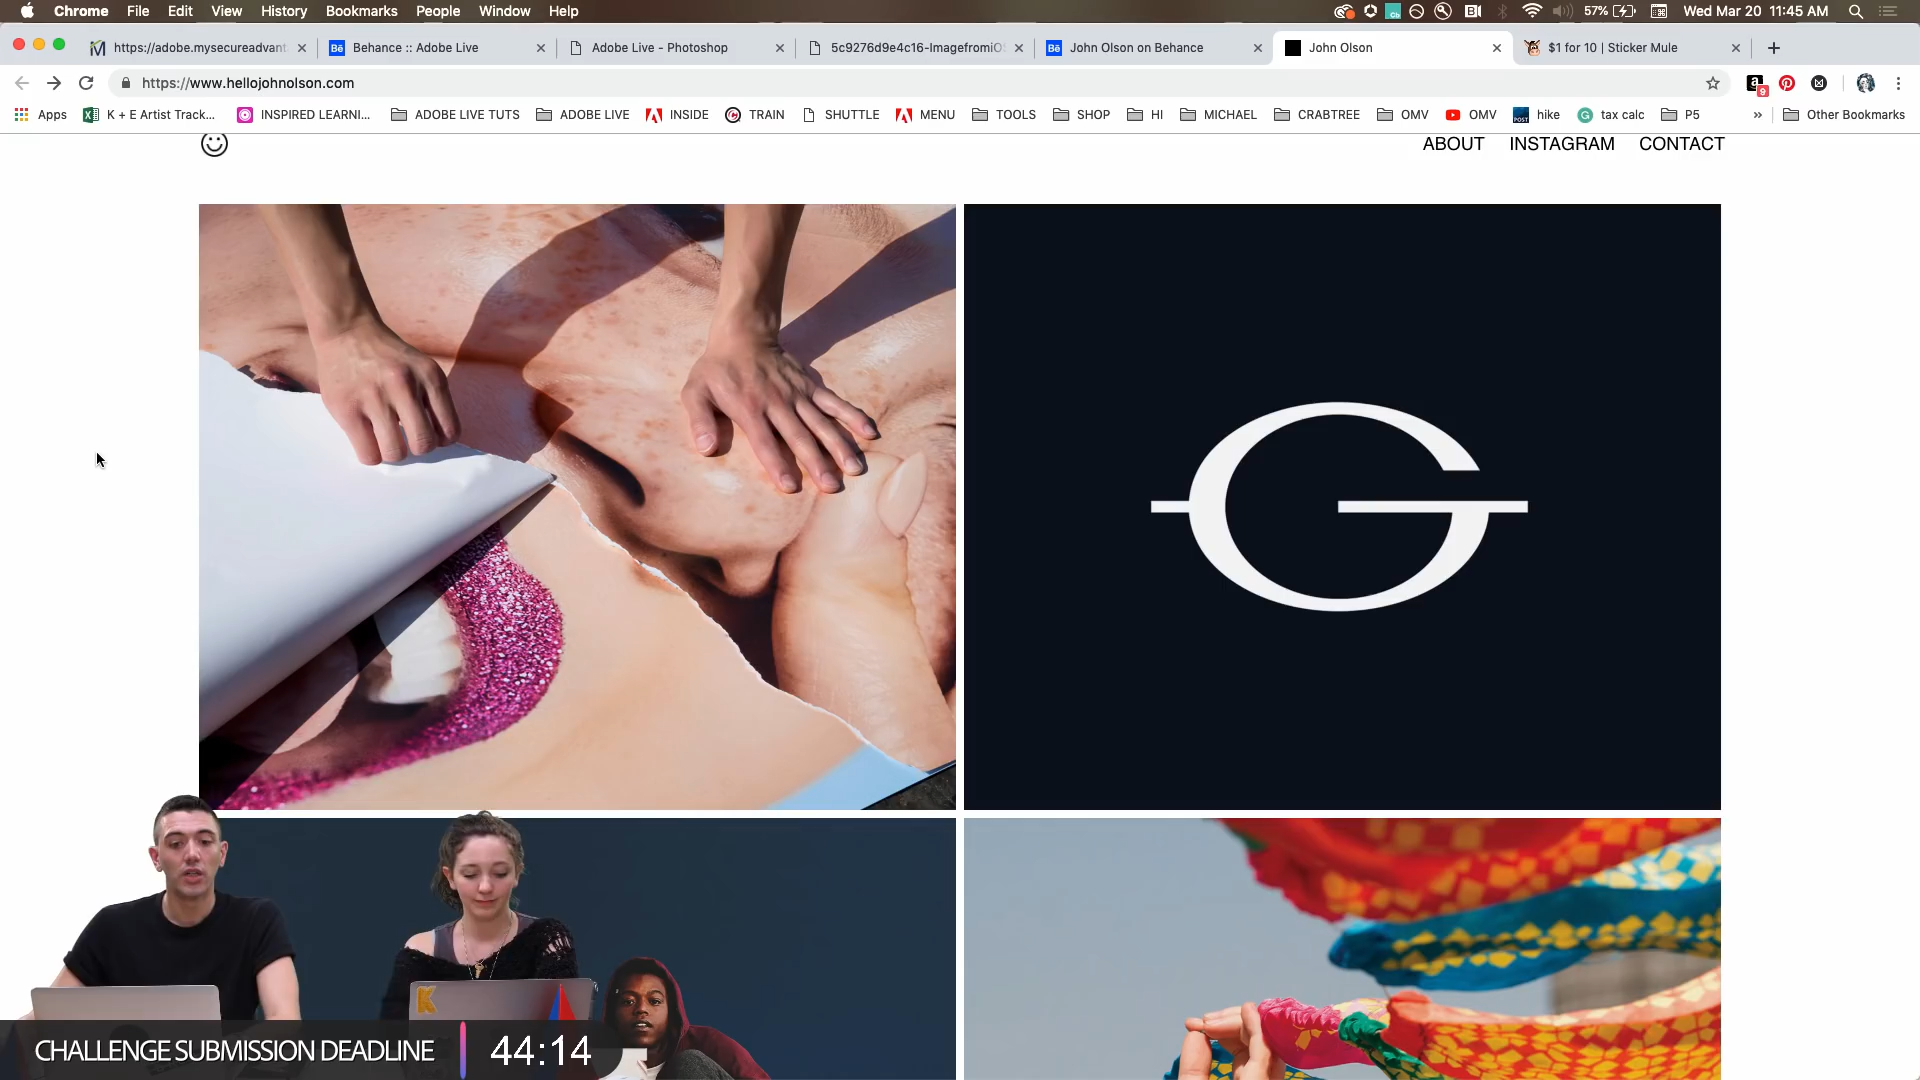 Chrome File Edit View History Bookmarks People Window Help 57% Wed Mar 20 11:45 AM
https://adobe.mysecureadvant Behance :: Adobe Live Adobe Live - Photoshop 5c9276d9e4c16-ImagefromiO John Olson on Behance John Olson $1 for 10 | Sticker Mule
https://www.hellojohnolson.com 9
Apps K + E Artist Track... INSPIRED LEARNI... ADOBE LIVE TUTS ADOBE LIVE INSIDE TRAIN SHUTTLE MENU TOOLS SHOP HI MICHAEL CRABTREE OMV OMV hike tax calc P5 » Other Bookmarks
ABOUT INSTAGRAM CONTACT
G
K
CHALLENGE SUBMISSION DEADLINE 44:14